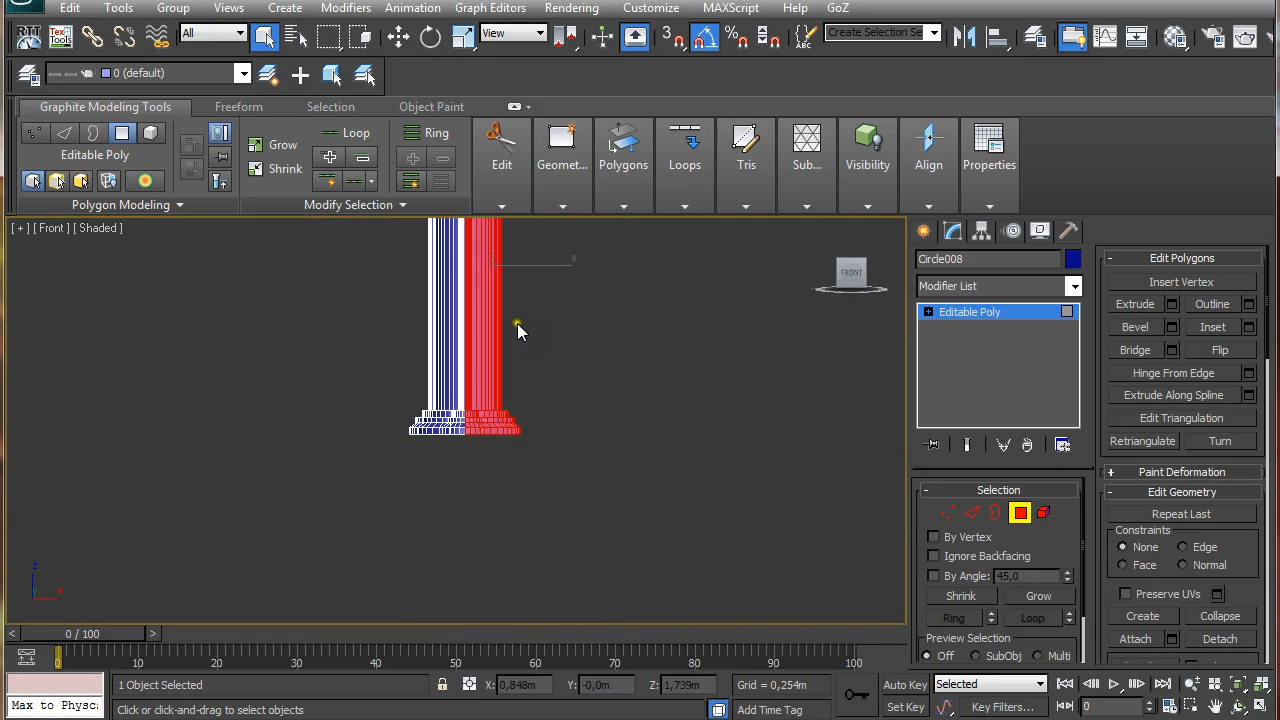 Edit Tools Group Views Create Modifiers Animation Graph Editors Rendering Customize MAXScript Help GoZ
RTT Tex Tools All View 3 Create Selection Se
0 (default)
Graphite Modeling Tools Freeform Selection Object Paint
Loop Ring
Grow
Editable Poly
Shrink
Edit Geomet... Polygons Loops Tris Sub... Visibility Align Properties
Polygon Modeling Modify Selection
[ + ] [ Front ] [ Shaded ]
x
FRONT
z
y x
Circle008
Modifier List
Editable Poly
Selection
By Vertex
Ignore Backfacing
By Angle: 45,0
Shrink Grow
Ring Loop
Preview Selection
Off SubObj Multi
Edit Polygons
Insert Vertex
Extrude Outline
Bevel Inset
Bridge Flip
Hinge From Edge
Extrude Along Spline
Edit Triangulation
Retriangulate Turn
Paint Deformation
Edit Geometry
Repeat Last
Constraints
None Edge
Face Normal
Preserve UVs
Create Collapse
Attach Detach
< 0 / 100 >
0 10 20 30 40 50 60 70 80 90 100
1 Object Selected X: 0,848m Y: -0,0m Z: 1,739m Grid = 0,254m Auto Key Selected
Max to Physc: Click or click-and-drag to select objects Add Time Tag Set Key Key Filters... 0